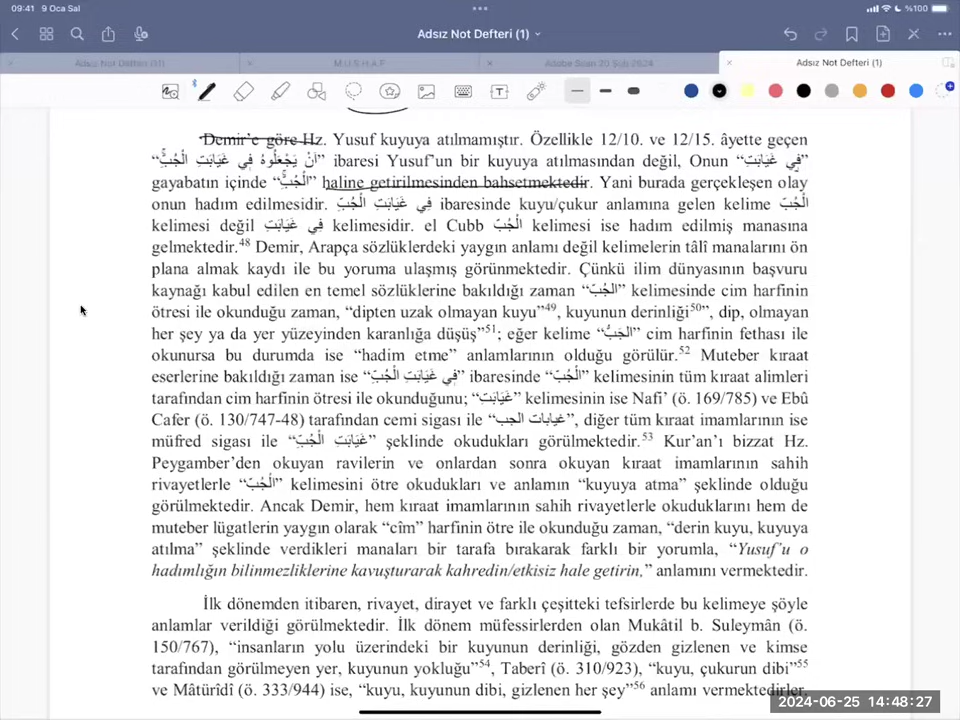 09:41 9 Oca Sal
%100
Adsız Not Defteri (1)
Adsız Not Defteri (11)
M.U.S.H.A.F
Adobe Scan 20 Şub 2024
Adsız Not Defteri (1)
Demir’e göre Hz. Yusuf kuyuya atılmamıştır. Özellikle 12/10. ve 12/15. âyette geçen
“اَنْ يَجْعَلُوهُ فِي غَيَابَتِ الْجُبِّۚ” ibaresi Yusuf’un bir kuyuya atılmasından değil, Onun “فِي غَيَابَتِ”
gayabatın içinde “الْجُبِّۚ” haline getirilmesinden bahsetmektedir. Yani burada gerçekleşen olay
onun hadım edilmesidir. فِي غَيَابَتِ الْجُبِّ ibaresinde kuyu/çukur anlamına gelen kelime الْجُبِّ
kelimesi değil فِي غَيَابَتِ kelimesidir. el Cubb الْجُبِّ kelimesi ise hadım edilmiş manasına
gelmektedir.48 Demir, Arapça sözlüklerdeki yaygın anlamı değil kelimelerin tâlî manalarını ön
plana almak kaydı ile bu yoruma ulaşmış görünmektedir. Çünkü ilim dünyasının başvuru
kaynağı kabul edilen en temel sözlüklerine bakıldığı zaman “الجُبّ” kelimesinde cim harfinin
ötresi ile okunduğu zaman, “dipten uzak olmayan kuyu”49, kuyunun derinliği50”, dip, olmayan
her şey ya da yer yüzeyinden karanlığa düşüş”51; eğer kelime “الجَبُّ” cim harfinin fethası ile
okunursa bu durumda ise “hadim etme” anlamlarının olduğu görülür.52 Muteber kıraat
eserlerine bakıldığı zaman ise “فِي غَيَابَتِ الْجُبِّ” ibaresinde “الْجُبِّ” kelimesinin tüm kıraat alimleri
tarafından cim harfinin ötresi ile okunduğunu; “غَيَابَتِ” kelimesinin ise Nafi’ (ö. 169/785) ve Ebû
Cafer (ö. 130/747-48) tarafından cemi sigası ile “غيابات الجب”, diğer tüm kıraat imamlarının ise
müfred sigası ile “غَيَابَتِ الْجُبِّ” şeklinde okudukları görülmektedir.53 Kur’an’ı bizzat Hz.
Peygamber’den okuyan ravilerin ve onlardan sonra okuyan kıraat imamlarının sahih
rivayetlerle “الْجُبِّ” kelimesini ötre okudukları ve anlamın “kuyuya atma” şeklinde olduğu
görülmektedir. Ancak Demir, hem kıraat imamlarının sahih rivayetlerle okuduklarını hem de
muteber lügatlerin yaygın olarak “cîm” harfinin ötre ile okunduğu zaman, “derin kuyu, kuyuya
atılma” şeklinde verdikleri manaları bir tarafa bırakarak farklı bir yorumla, “Yusuf’u o
hadımlığın bilinmezliklerine kavuşturarak kahredin/etkisiz hale getirin,” anlamını vermektedir.
İlk dönemden itibaren, rivayet, dirayet ve farklı çeşitteki tefsirlerde bu kelimeye şöyle
anlamlar verildiği görülmektedir. İlk dönem müfessirlerden olan Mukâtil b. Suleymân (ö.
150/767), “insanların yolu üzerindeki bir kuyunun derinliği, gözden gizlenen ve kimse
tarafından görülmeyen yer, kuyunun yokluğu”54, Taberî (ö. 310/923), “kuyu, çukurun dibi”55
ve Mâtürîdî (ö. 333/944) ise, “kuyu, kuyunun dibi, gizlenen her şey”56 anlamı vermektedirler.
2024-06-25 14:48:27